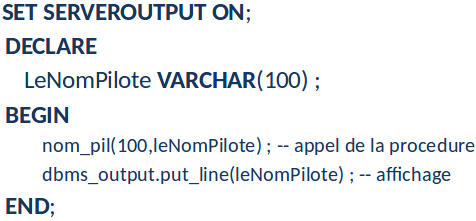 SET SERVEROUTPUT ON;
DECLARE
LeNomPilote VARCHAR(100) ;
BEGIN
nom_pil(100,leNomPilote) ; -- appel de la procedure
dbms_output.put_line(leNomPilote) ; -- affichage
END;